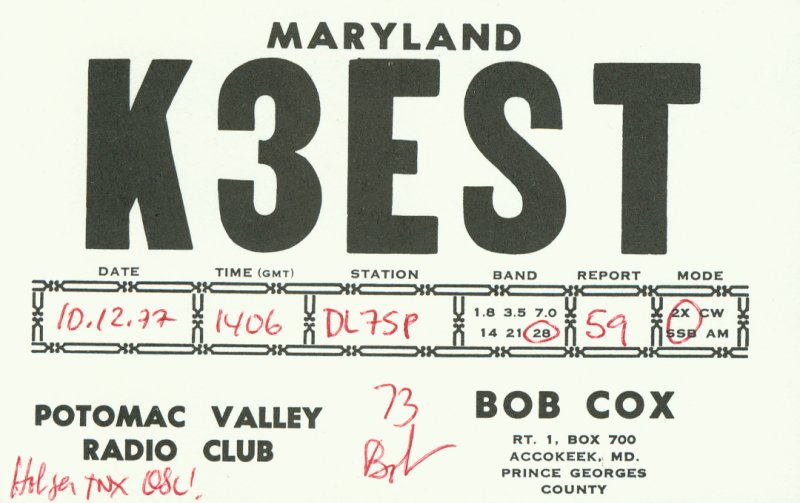 MARYLAND
K3EST
DATE TIME (GMT) STATION BAND REPORT MODE
10.12.77 1406 DL7SP 1.8 3.5 7.0 59 2X CW
14 21 28 SSB AM
POTOMAC VALLEY
RADIO CLUB
73
Bob
BOB COX
RT. 1, BOX 700
ACCOKEEK, MD.
PRINCE GEORGES
COUNTY
Holger TNX QSL!